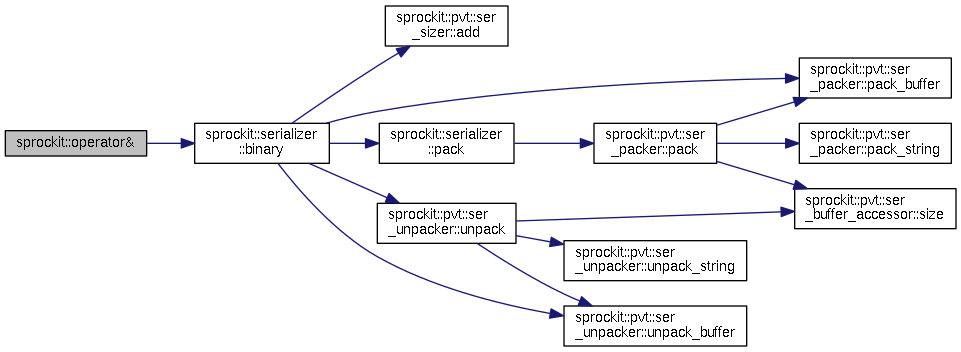 sprockit::operator&
sprockit::serializer
::binary
sprockit::pvt::ser
_sizer::add
sprockit::serializer
::pack
sprockit::pvt::ser
_unpacker::unpack
sprockit::pvt::ser
_packer::pack
sprockit::pvt::ser
_unpacker::unpack_string
sprockit::pvt::ser
_unpacker::unpack_buffer
sprockit::pvt::ser
_packer::pack_buffer
sprockit::pvt::ser
_packer::pack_string
sprockit::pvt::ser
_buffer_accessor::size